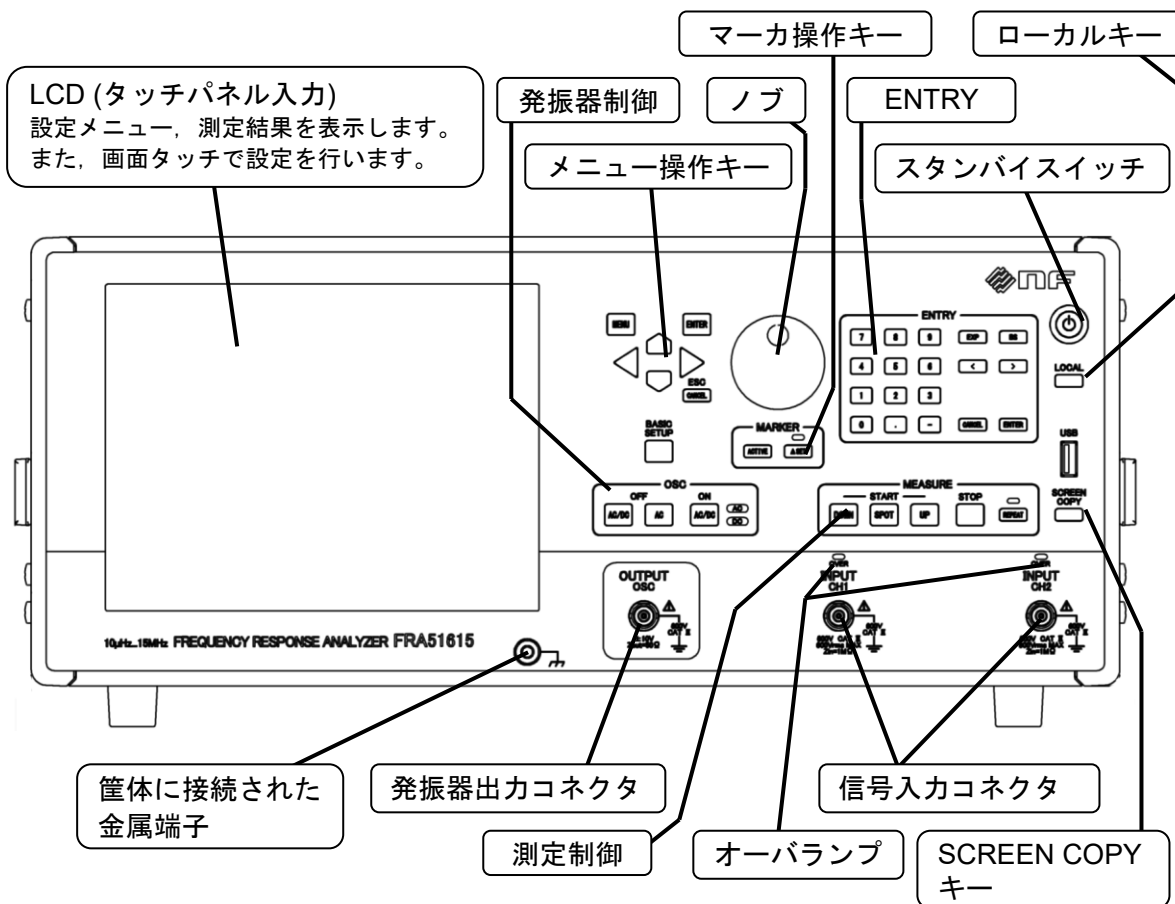 マーカ操作キー
ローカルキー
LCD (タッチパネル入力)
設定メニュー，測定結果を表示します。
また，画面タッチで設定を行います。
発振器制御
ノブ
ENTRY
メニュー操作キー
スタンバイスイッチ
nF
ENTRY
MENU
ENTER
7 8 9 EXP BS
4 5 6 < >
LOCAL
ESC
CANCEL
1 2 3
0 . - CANCEL ENTER
BASIC
SETUP
MARKER
ACTIVE
USB
OSC
OFF ON
AC/DC AC AC/DC AC
DC
MEASURE
START STOP
DOWN SPOT UP REPEAT
SCREEN
COPY
OUTPUT
OSC
OVER
INPUT
CH1
OVER
INPUT
CH2
10µHz...15MHz FREQUENCY RESPONSE ANALYZER FRA51615
筐体に接続された
金属端子
発振器出力コネクタ
信号入力コネクタ
測定制御
オーバランプ
SCREEN COPY
キー